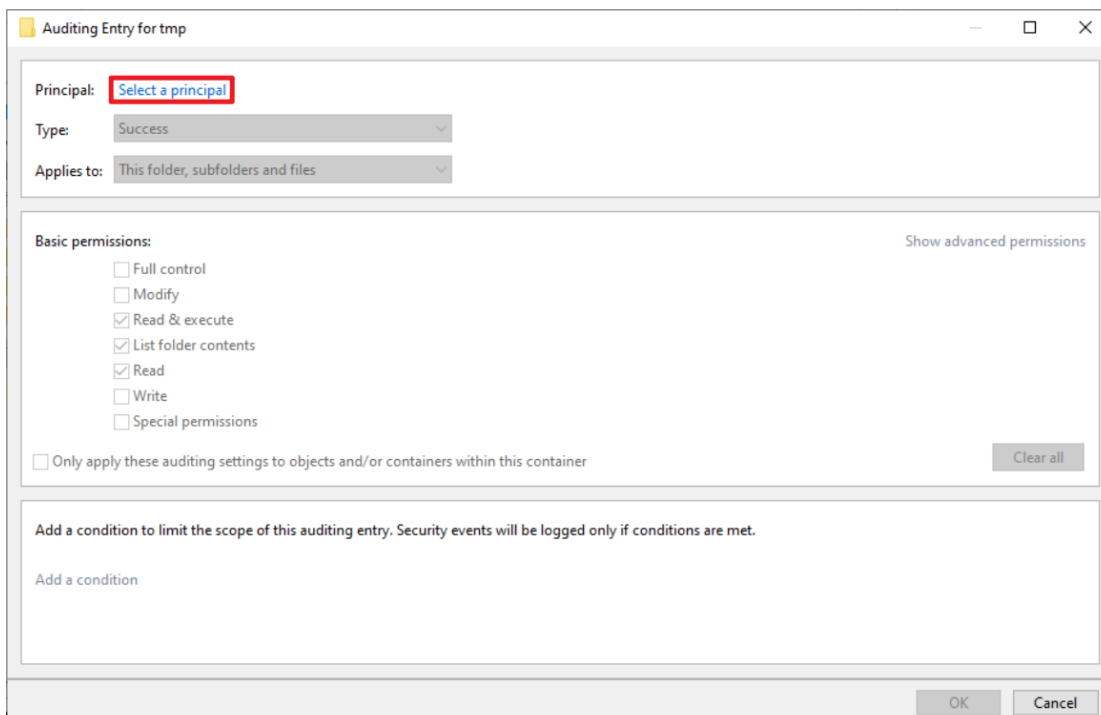 Auditing Entry for tmp
Principal: Select a principal
Type: Success
Applies to: This folder, subfolders and files
Basic permissions: Show advanced permissions
Full control
Modify
Read & execute
List folder contents
Read
Write
Special permissions
Only apply these auditing settings to objects and/or containers within this container Clear all
Add a condition to limit the scope of this auditing entry. Security events will be logged only if conditions are met.
Add a condition
OK Cancel